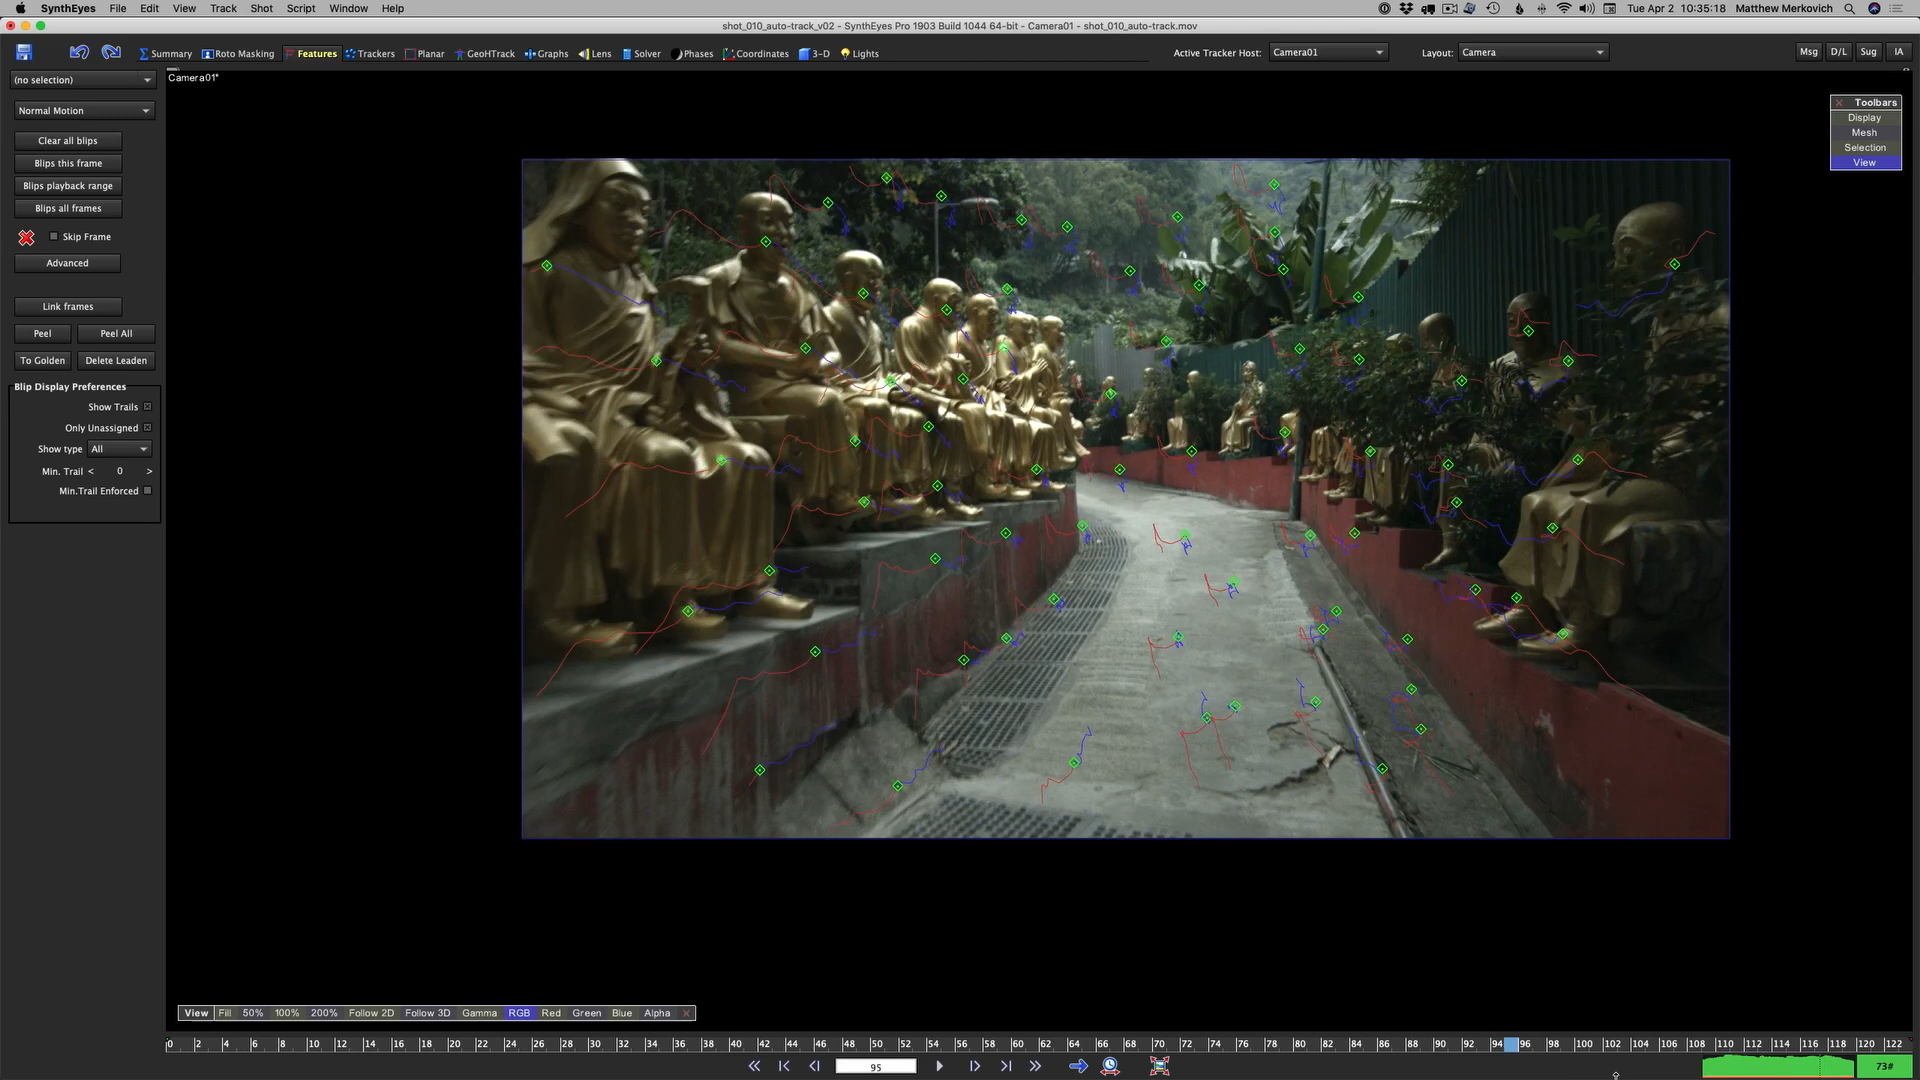 SynthEyes File Edit View Track Shot Script Window Help Tue Apr 2 10:35:18 Matthew Merkovich
shot_010_auto-track_v02 - SynthEyes Pro 1903 Build 1044 64-bit - Camera01 - shot_010_auto-track.mov
Summary Roto Masking Features Trackers Planar GeoHTrack Graphs Lens Solver Phases Coordinates 3-D Lights Active Tracker Host: Camera01 Layout: Camera Msg D/L Sug IA
(no selection)
Camera01*
Normal Motion
Clear all blips
Blips this frame
Blips playback range
Blips all frames
Skip Frame
Advanced
Link frames
Peel Peel All
To Golden Delete Leaden
Blip Display Preferences
Show Trails
Only Unassigned
Show type All
Min. Trail < 0 >
Min.Trail Enforced
Toolbars
Display
Mesh
Selection
View
View Fill 50% 100% 200% Follow 2D Follow 3D Gamma RGB Red Green Blue Alpha
0 2 4 6 8 10 12 14 16 18 20 22 24 26 28 30 32 34 36 38 40 42 44 46 48 50 52 54 56 58 60 62 64 66 68 70 72 74 76 78 80 82 84 86 88 90 92 94 96 98 100 102 104 106 108 110 112 114 116 118 120 122
95
73#